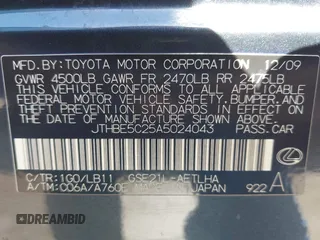 MFD.BY: TOYOTA MOTOR CORPORATION 12/09
GVWR 4500LB GAWR FR 2470LB RR 2475LB
THIS VEHICLE CONFORMS TO ALL APPLICABLE
FEDERAL MOTOR VEHICLE SAFETY, BUMPER, AND
THEFT PREVENTION STANDARDS IN EFFECT ON
THE DATE OF MANUFACTURE SHOWN ABOVE.
JTHBE5C25A5024043 PASS. CAR
C/TR:1G0/LB11 GSE21L-AETLHA
A/TM:C06A/A760E MADE IN JAPAN 922 A
DREAMBID